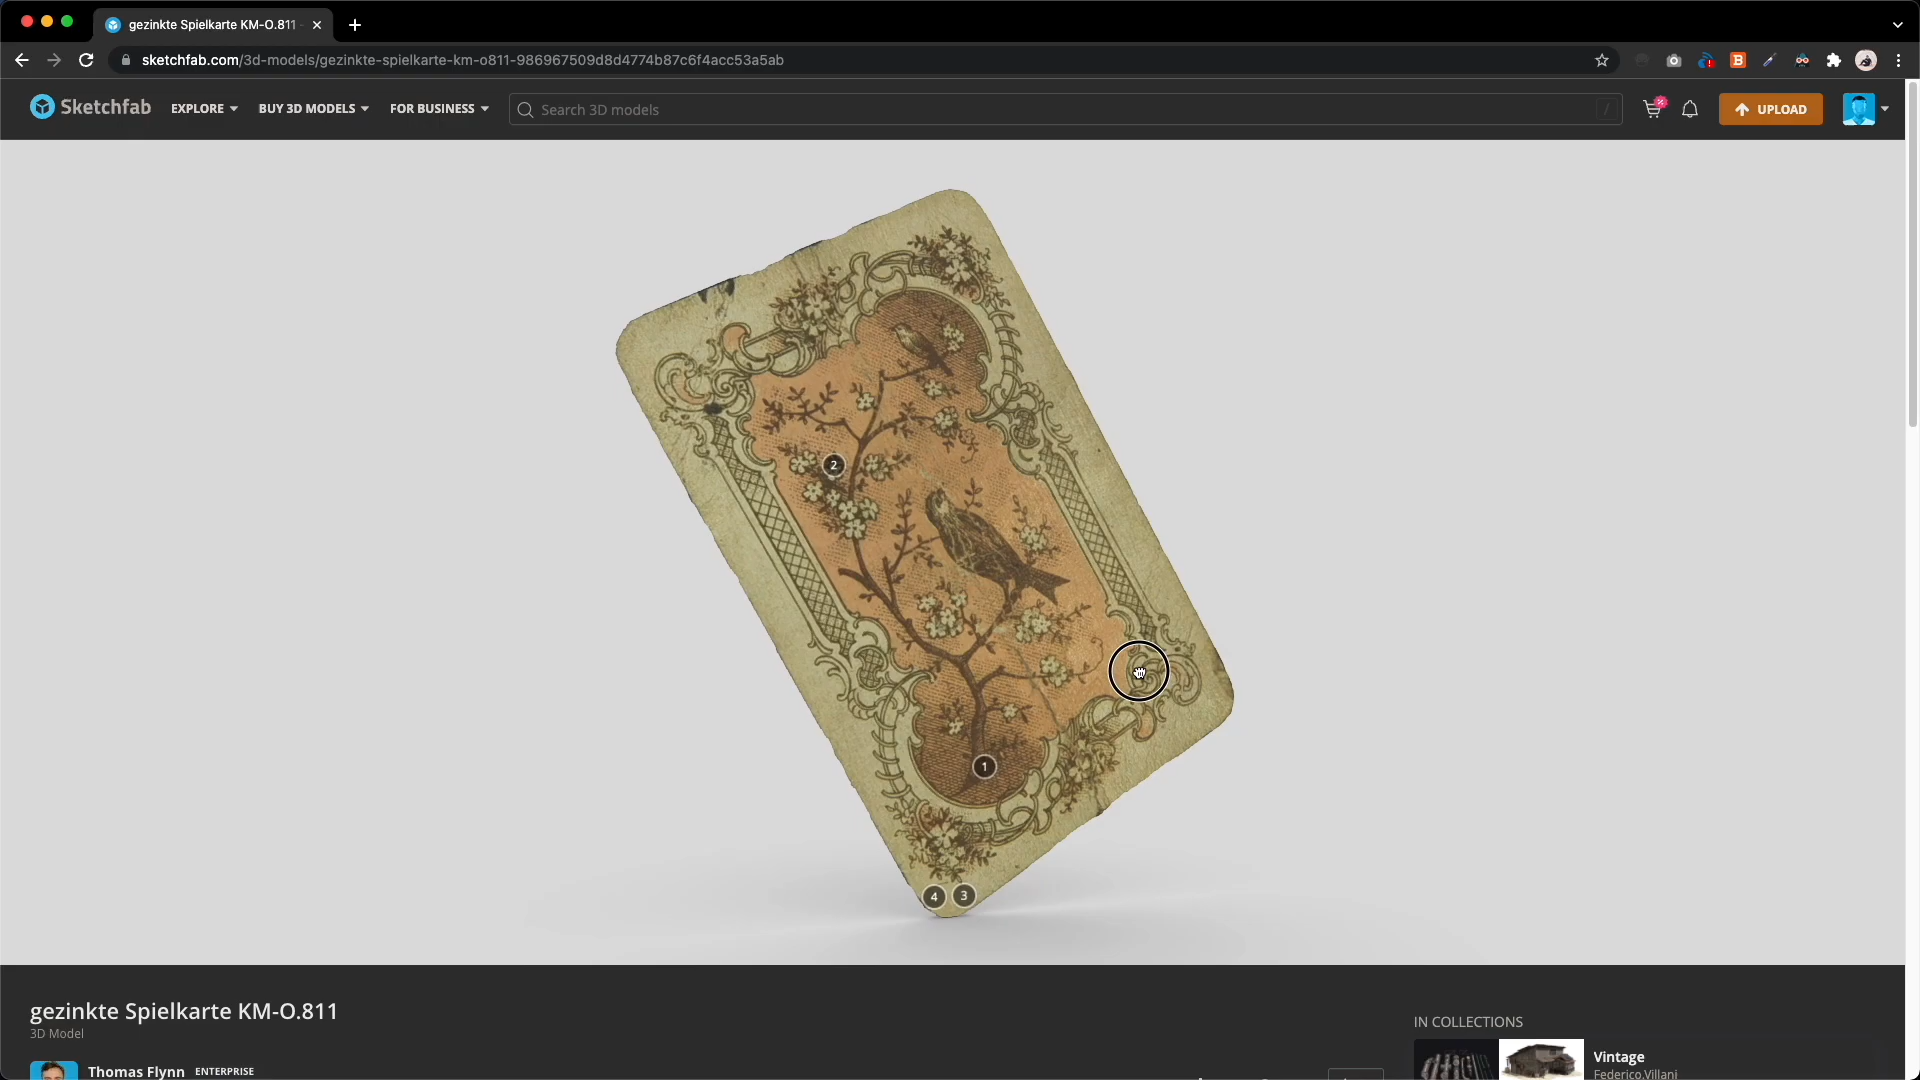 gezinkte Spielkarte KM-O.811 -
sketchfab.com/3d-models/gezinkte-spielkarte-km-o811-986967509d8d4774b87c6f4acc53a5ab
Sketchfab EXPLORE BUY 3D MODELS FOR BUSINESS Search 3D models / % UPLOAD
2
1
4 3
gezinkte Spielkarte KM-O.811
3D Model
IN COLLECTIONS
Thomas Flynn ENTERPRISE
Vintage
Federico.Villani